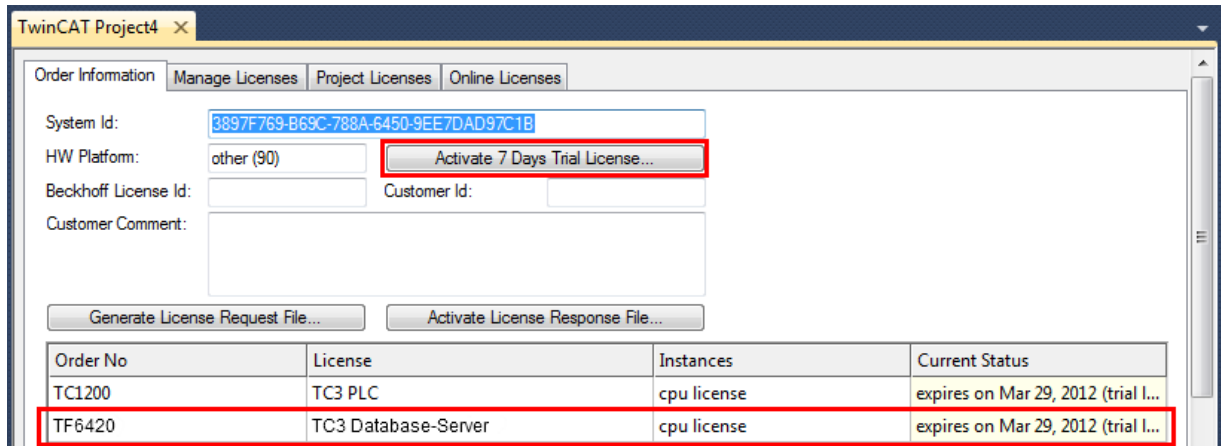 TwinCAT Project4
Order Information Manage Licenses Project Licenses Online Licenses
System Id: 3897F769-B69C-788A-6450-9EE7DAD97C1B
HW Platform: other (90) Activate 7 Days Trial License...
Beckhoff License Id: Customer Id:
Customer Comment:
Generate License Request File... Activate License Response File...
Order No License Instances Current Status
TC1200 TC3 PLC cpu license expires on Mar 29, 2012 (trial l...
TF6420 TC3 Database-Server cpu license expires on Mar 29, 2012 (trial l...